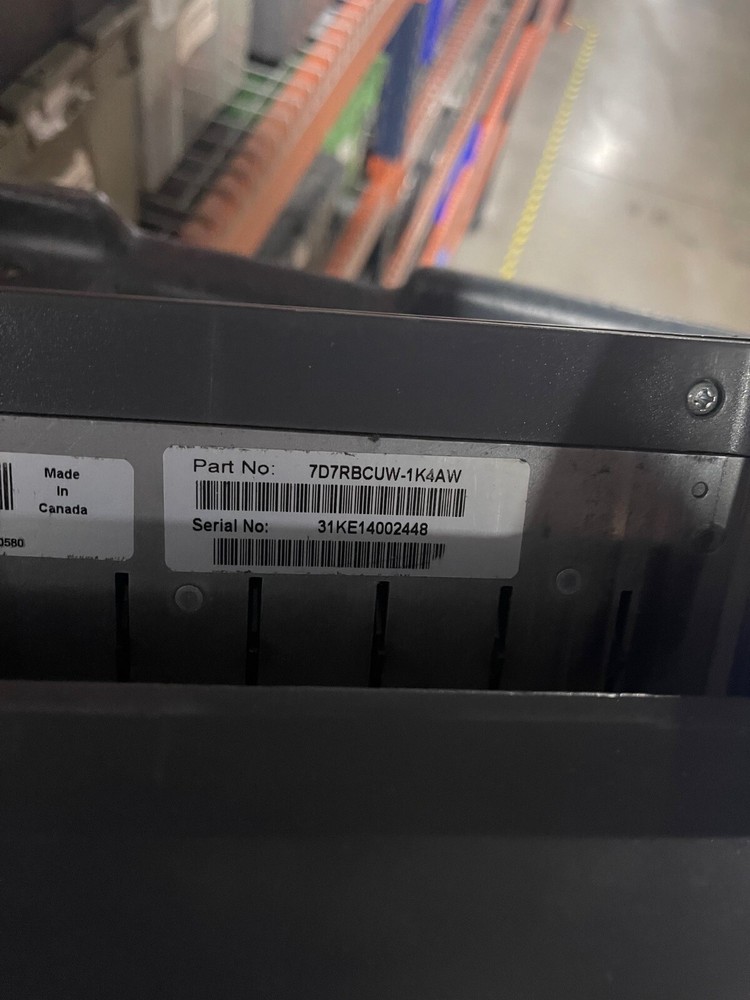 Made
In
Canada
0580
Part No: 7D7RBCUW-1K4AW
Serial No: 31KE14002448